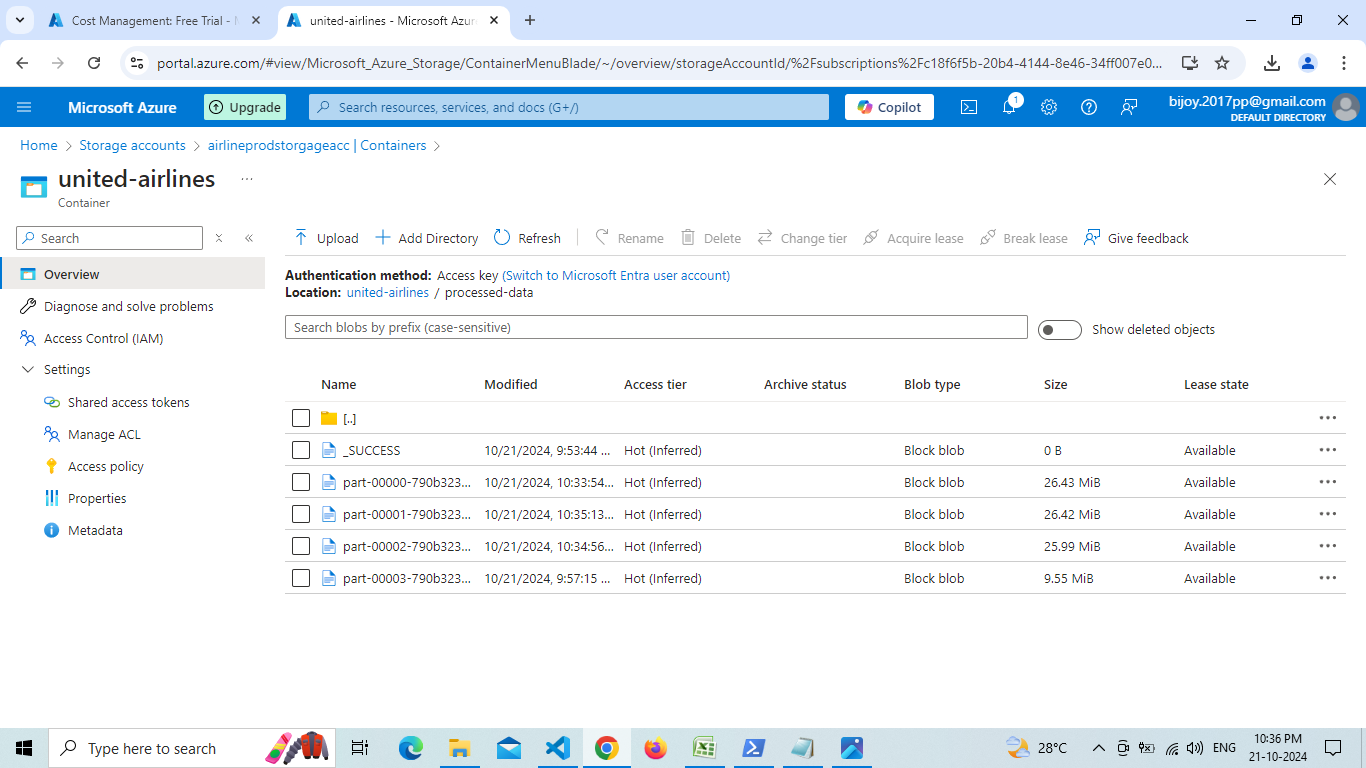 Cost Management: Free Trial - M
united-airlines - Microsoft Azure
portal.azure.com/#view/Microsoft_Azure_Storage/ContainerMenuBlade/~/overview/storageAccountId/%2Fsubscriptions%2Fc18f6f5b-20b4-4144-8e46-34ff007e0...
Microsoft Azure
Upgrade
Search resources, services, and docs (G+/)
Copilot
1
bijoy.2017pp@gmail.com
DEFAULT DIRECTORY
Home > Storage accounts > airlineprodstorgageacc | Containers >
united-airlines ...
Container
Search
Overview
Diagnose and solve problems
Access Control (IAM)
Settings
Shared access tokens
Manage ACL
Access policy
Properties
Metadata
Upload Add Directory Refresh Rename Delete Change tier Acquire lease Break lease Give feedback
Authentication method: Access key (Switch to Microsoft Entra user account)
Location: united-airlines / processed-data
Search blobs by prefix (case-sensitive)
Show deleted objects
Name Modified Access tier Archive status Blob type Size Lease state
[..]
_SUCCESS 10/21/2024, 9:53:44 ... Hot (Inferred) Block blob 0 B Available
part-00000-790b323... 10/21/2024, 10:33:54... Hot (Inferred) Block blob 26.43 MiB Available
part-00001-790b323... 10/21/2024, 10:35:13... Hot (Inferred) Block blob 26.42 MiB Available
part-00002-790b323... 10/21/2024, 10:34:56... Hot (Inferred) Block blob 25.99 MiB Available
part-00003-790b323... 10/21/2024, 9:57:15 ... Hot (Inferred) Block blob 9.55 MiB Available
Type here to search
28°C
ENG
10:36 PM
21-10-2024